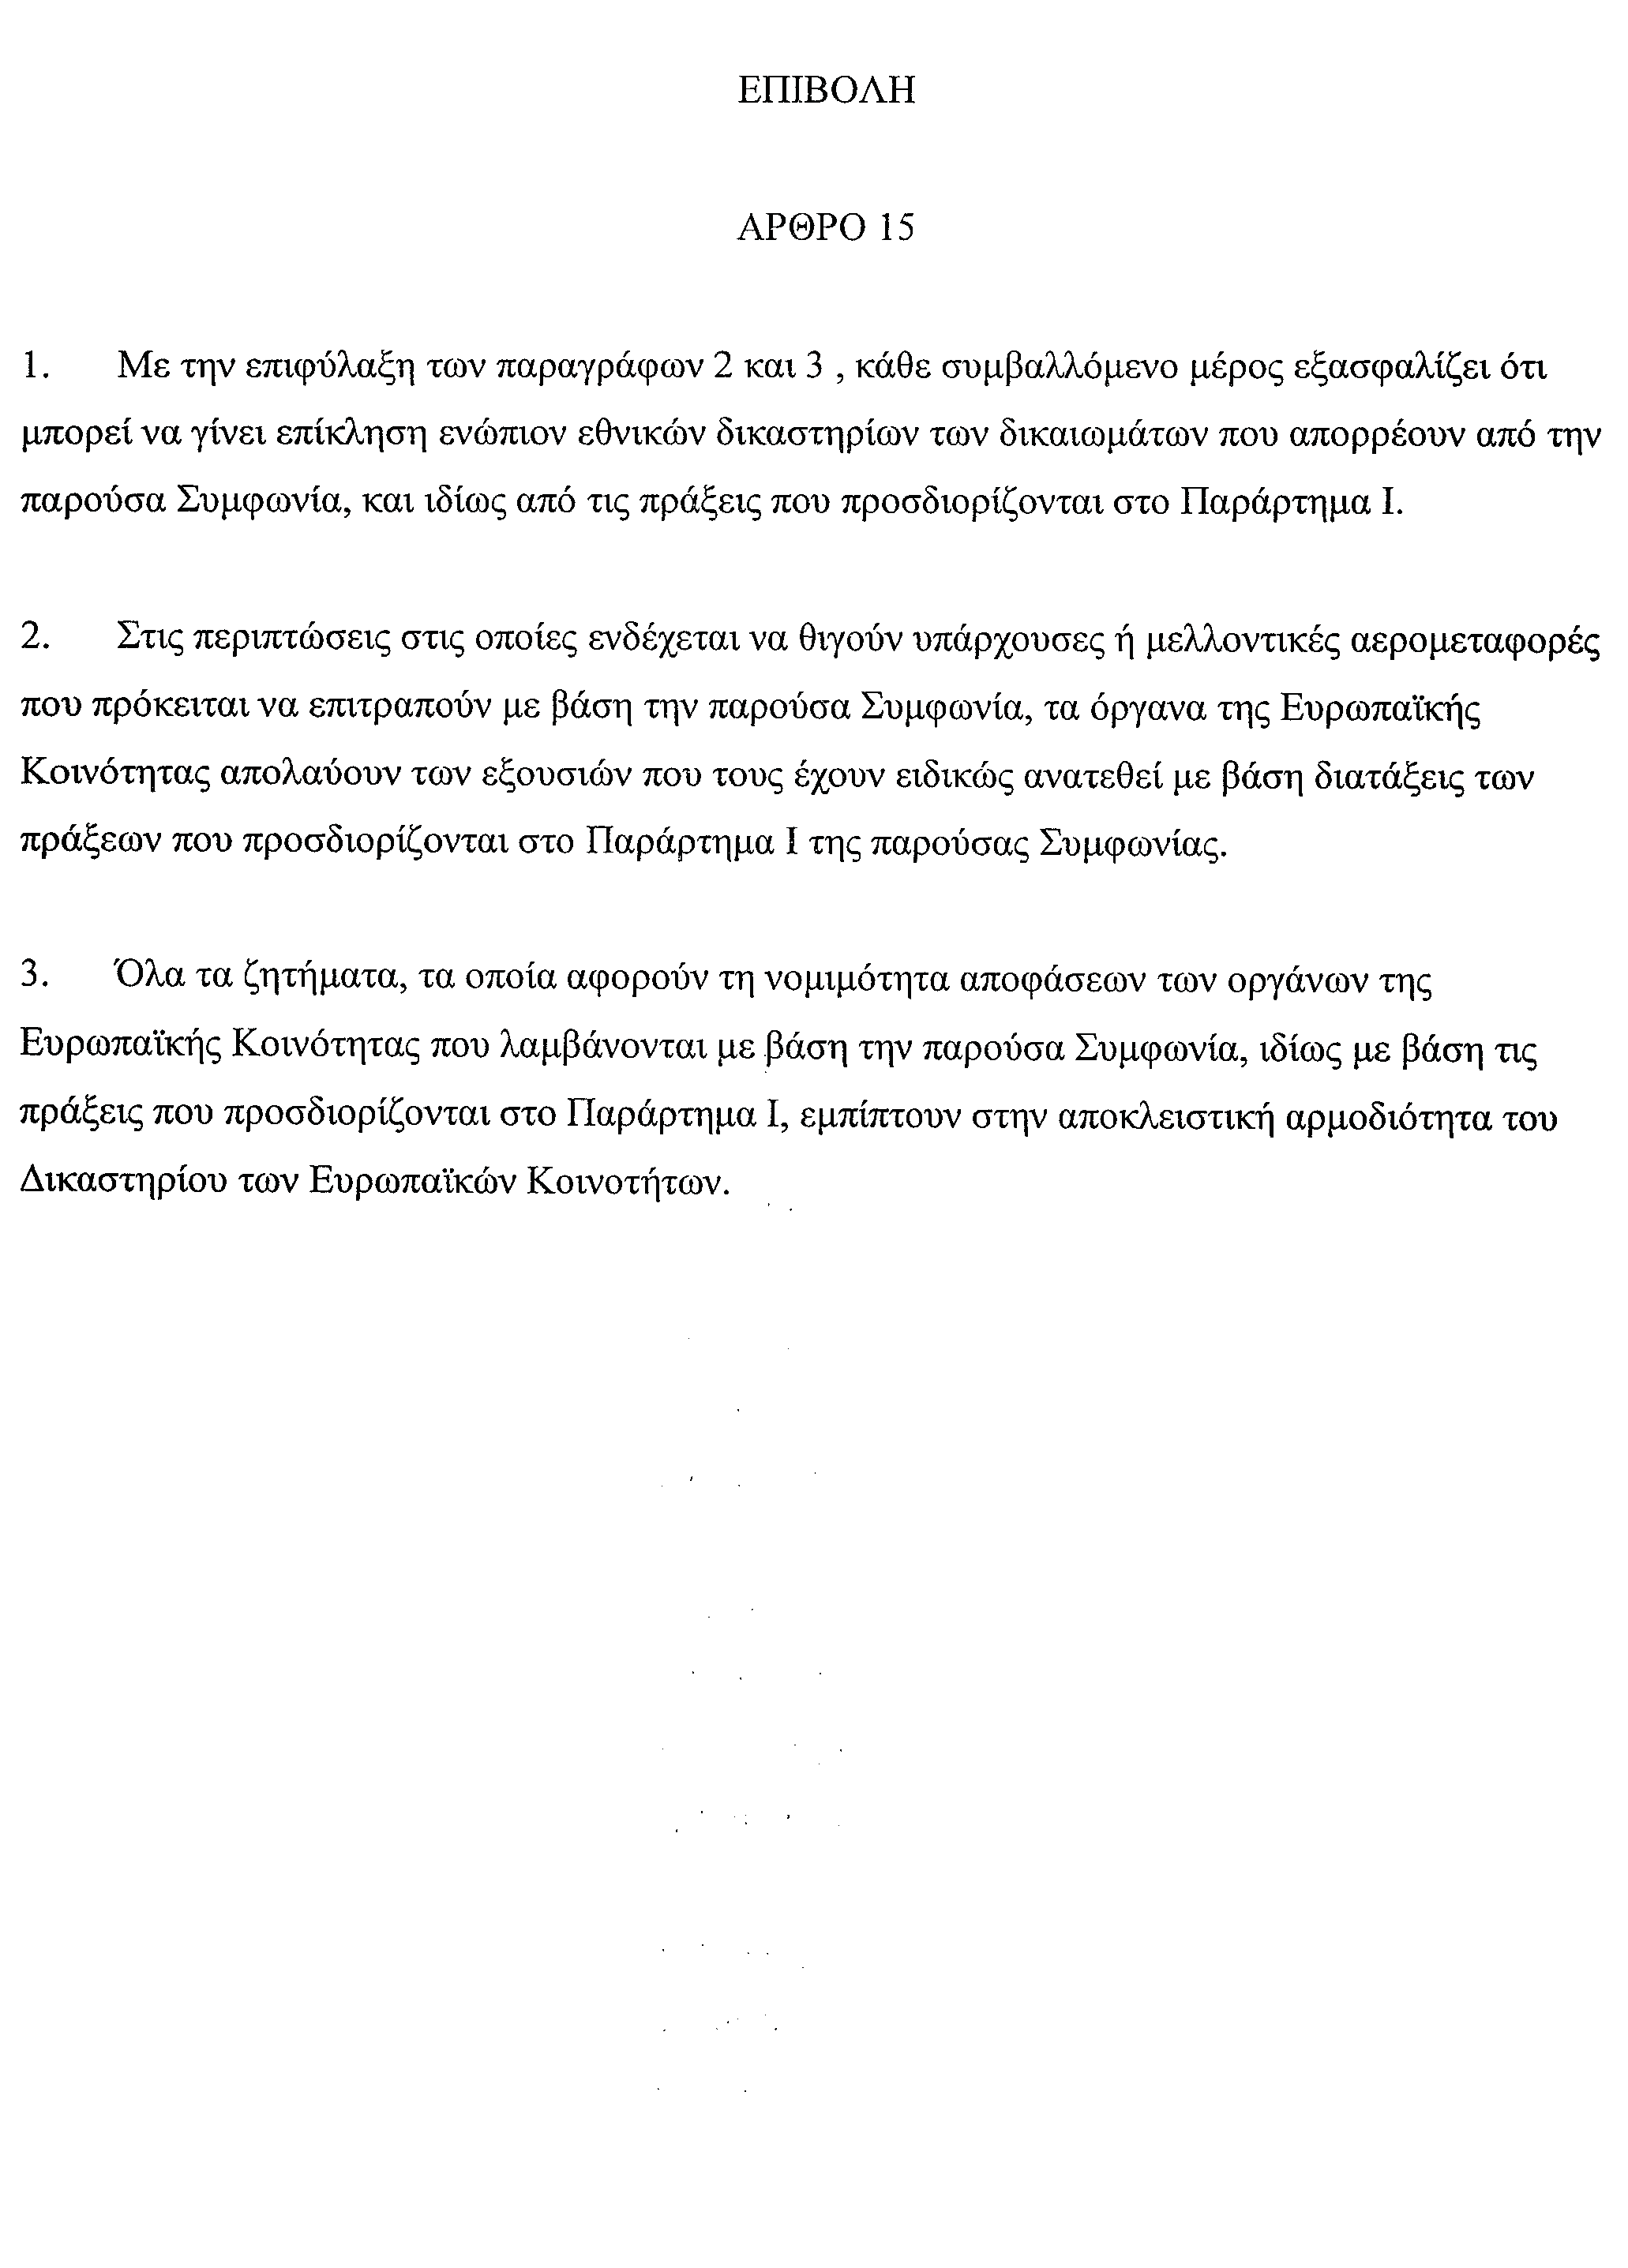 ΕΠΙΒΟΛΗ
ΑΡΘΡΟ 15
1. Με την επιφύλαξη των παραγράφων 2 και 3 , κάθε συμβαλλόμενο μέρος εξασφαλίζει ότι
μπορεί να γίνει επίκληση ενώπιον εθνικών δικαστηρίων των δικαιωμάτων που απορρέουν από την
παρούσα Συμφωνία, και ιδίως από τις πράξεις που προσδιορίζονται στο Παράρτημα Ι.
2. Στις περιπτώσεις στις οποίες ενδέχεται να θιγούν υπάρχουσες ή μελλοντικές αερομεταφορές
που πρόκειται να επιτραπούν με βάση την παρούσα Συμφωνία, τα όργανα της Ευρωπαϊκής
Κοινότητας απολαύουν των εξουσιών που τους έχουν ειδικώς ανατεθεί με βάση διατάξεις των
πράξεων που προσδιορίζονται στο Παράρτημα Ι της παρούσας Συμφωνίας.
3. Όλα τα ζητήματα, τα οποία αφορούν τη νομιμότητα αποφάσεων των οργάνων της
Ευρωπαϊκής Κοινότητας που λαμβάνονται με βάση την παρούσα Συμφωνία, ιδίως με βάση τις
πράξεις που προσδιορίζονται στο Παράρτημα Ι, εμπίπτουν στην αποκλειστική αρμοδιότητα του
Δικαστηρίου των Ευρωπαϊκών Κοινοτήτων.